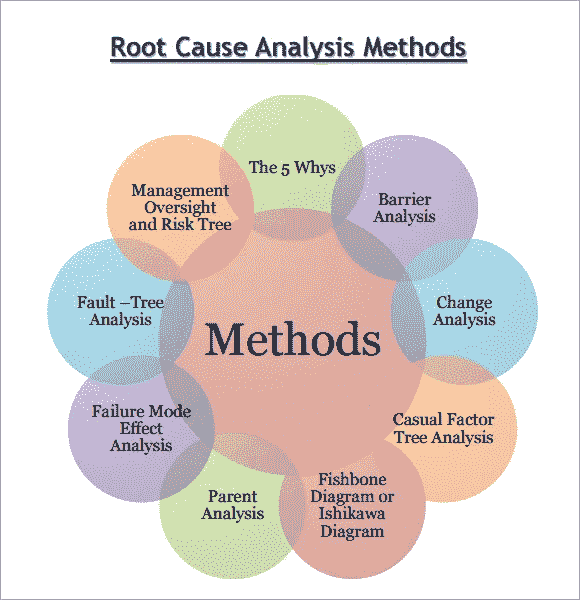 Root Cause Analysis Methods
The 5 Whys
Barrier
Analysis
Change
Analysis
Casual Factor
Tree Analysis
Fishbone
Diagram or
Ishikawa
Diagram
Parent
Analysis
Failure Mode
Effect
Analysis
Fault –Tree
Analysis
Management
Oversight
and Risk Tree
Methods